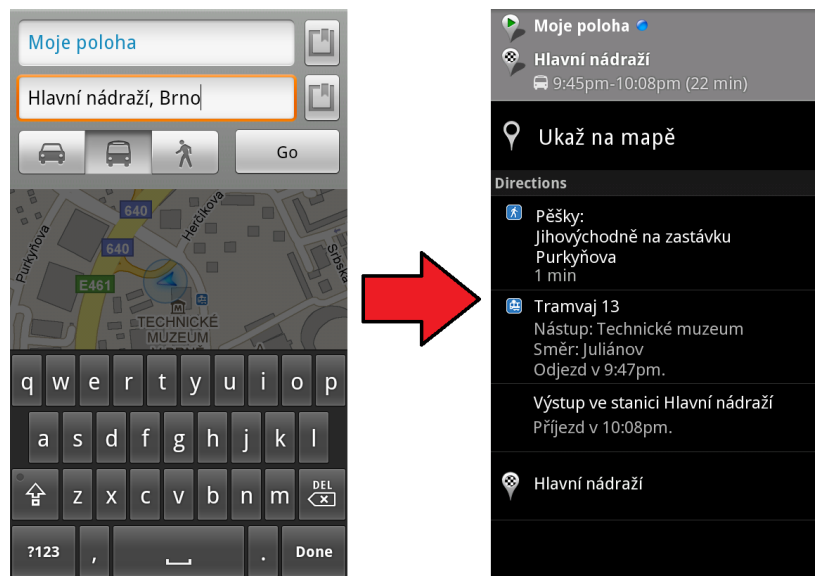 Moje poloha
Hlavní nádraží, Brno
Go
640
Herčíkova
640
Purkyňova
Srbská
E461
TECHNICKÉ
MUZEUM
q w e r t y u i o p
a s d f g h j k l
z x c v b n m DEL
?123 , . Done
Moje poloha
Hlavní nádraží
9:45pm-10:08pm (22 min)
Ukaž na mapě
Directions
Pěšky:
Jihovýchodně na zastávku
Purkyňova
1 min
Tramvaj 13
Nástup: Technické muzeum
Směr: Juliánov
Odjezd v 9:47pm.
Výstup ve stanici Hlavní nádraží
Příjezd v 10:08pm.
Hlavní nádraží